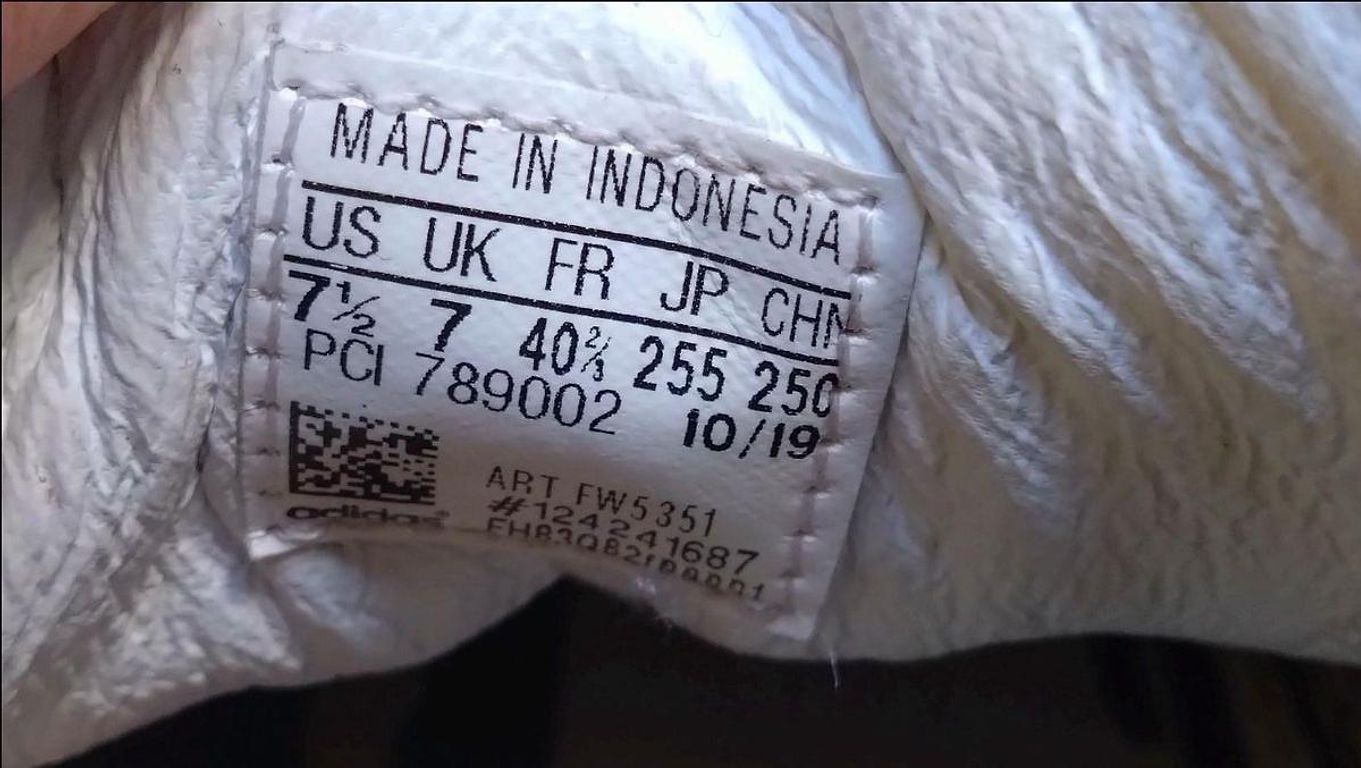 MADE IN INDONESIA
US UK FR JP CHN
7½ 7 40⅔ 255 250
PCI 789002 10/19
ART FW5351
#124241687
adidas